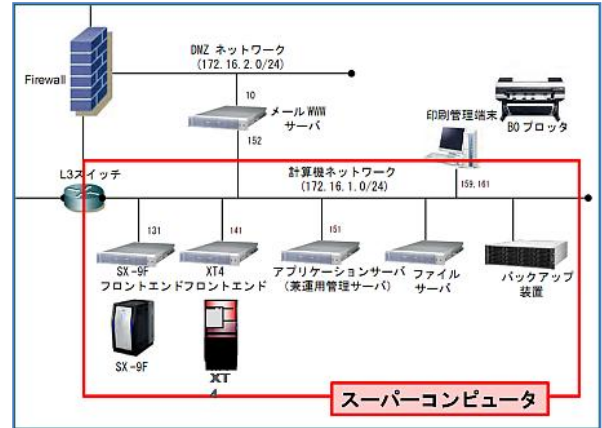 DMZ ネットワーク
(172.16.2.0/24)
Firewall
10
メールWWW
サーバ
152
印刷管理端末
B0 プロッタ
L3スイッチ
計算機ネットワーク
(172.16.1.0/24)
159, 161
131
141
151
SX-9F
フロントエンド
XT4
フロントエンド
アプリケーションサーバ
(兼運用管理サーバ)
ファイル
サーバ
バックアップ
装置
SX-9F
XT
4
スーパーコンピュータ